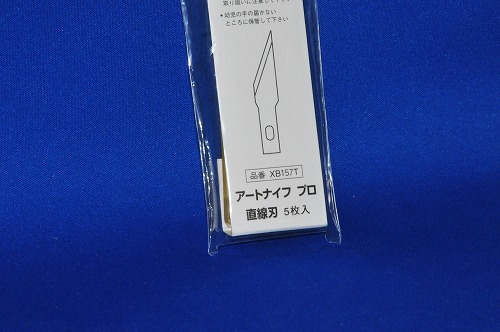 取り扱いに注意して下さい
●幼児の手の届かない
ところに保管して下さい
品番 XB157T
アートナイフ プロ
直線刃 5枚入